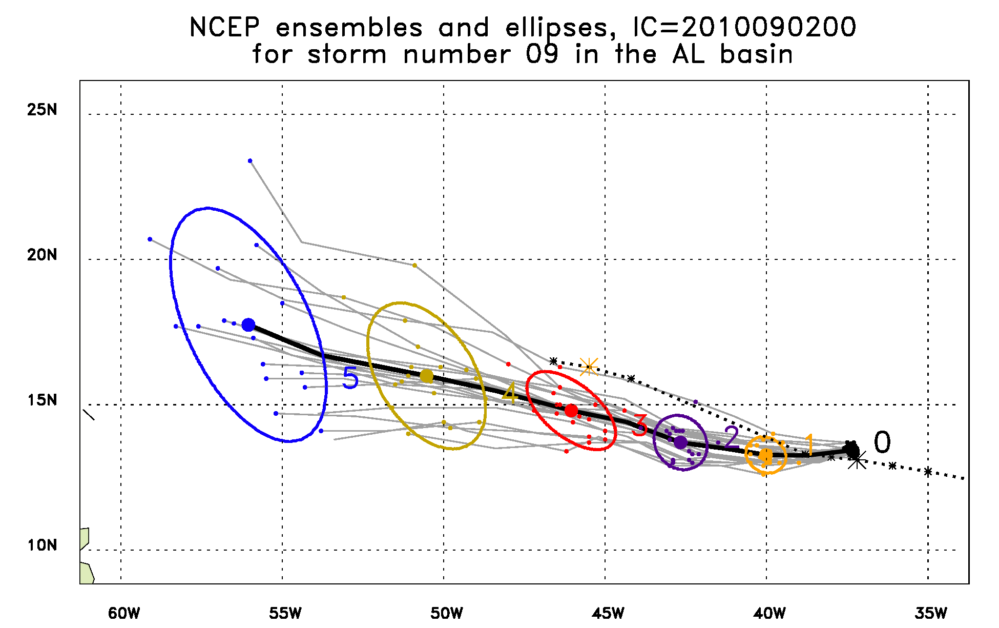 NCEP ensembles and ellipses, IC=2010090200
for storm number 09 in the AL basin
25N
20N
15N
10N
5
4
3
2
1
0
60W 55W 50W 45W 40W 35W